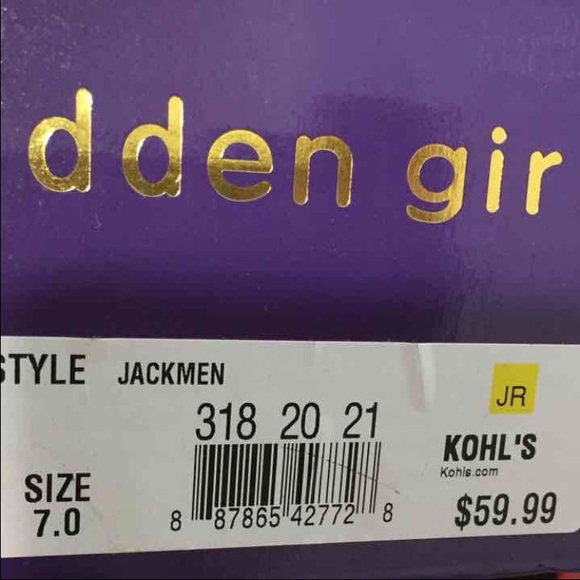 dden gir
STYLE JACKMEN
JR
318 20 21
KOHL'S
Kohls.com
SIZE
7.0
8 87865 42772 8
$59.99